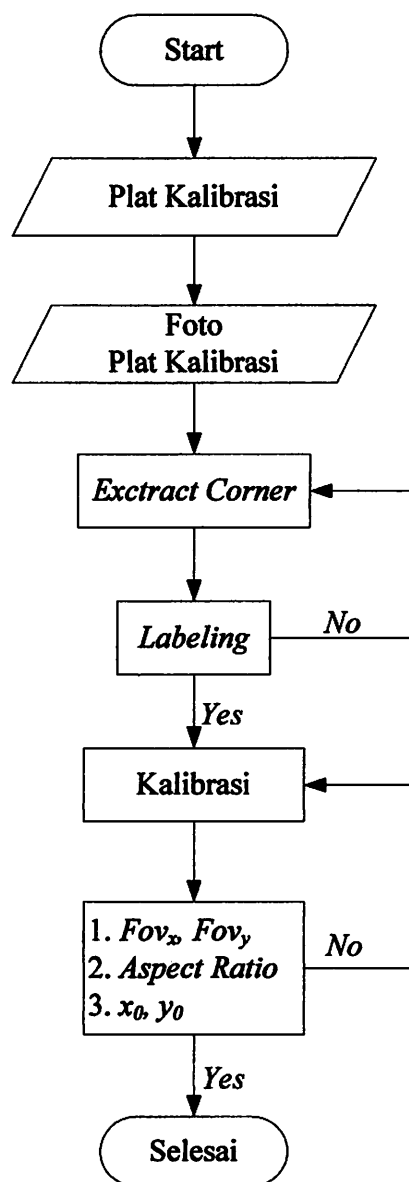 Start
Plat Kalibrasi
Foto
Plat Kalibrasi
Exctract Corner
Labeling
No
Yes
Kalibrasi
1. Fovₓ, Fovᵧ
No
2. Aspect Ratio
3. x₀, y₀
Yes
Selesai